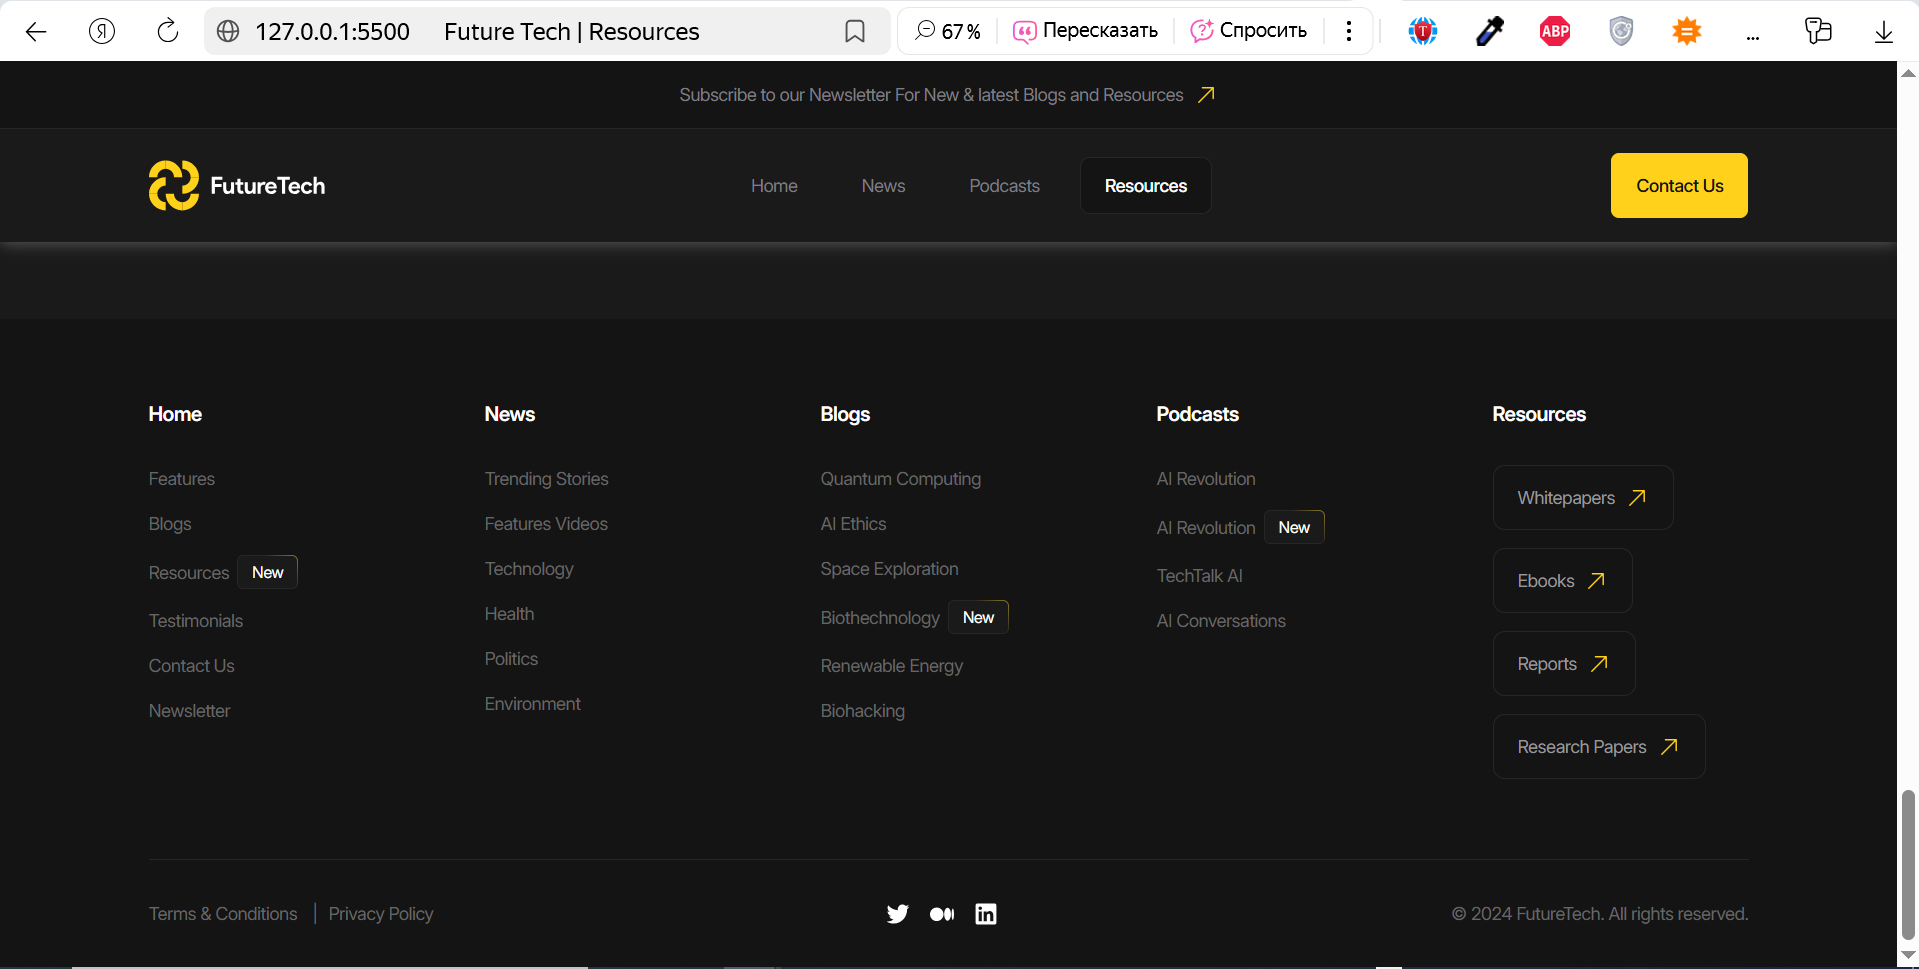 Я 127.0.0.1:5500 Future Tech | Resources 67 % Пересказать Спросить T ABP ...
Subscribe to our Newsletter For New & latest Blogs and Resources
FutureTech Home News Podcasts Resources Contact Us
Home
Features
Blogs
Resources New
Testimonials
Contact Us
Newsletter
News
Trending Stories
Features Videos
Technology
Health
Politics
Environment
Blogs
Quantum Computing
AI Ethics
Space Exploration
Biothechnology New
Renewable Energy
Biohacking
Podcasts
AI Revolution
AI Revolution New
TechTalk AI
AI Conversations
Resources
Whitepapers
Ebooks
Reports
Research Papers
Terms & Conditions | Privacy Policy
in
© 2024 FutureTech. All rights reserved.